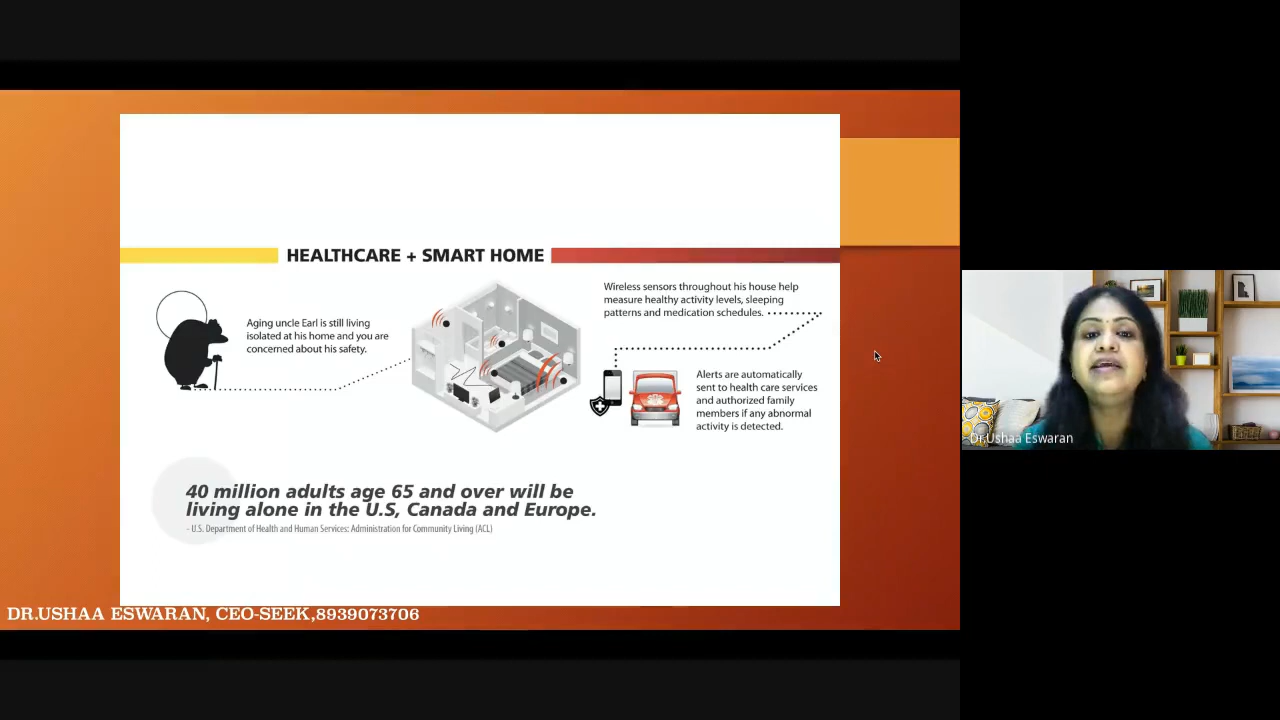 HEALTHCARE + SMART HOME
Aging uncle Earl is still living
isolated at his home and you are
concerned about his safety.
Wireless sensors throughout his house help
measure healthy activity levels, sleeping
patterns and medication schedules.
Alerts are automatically
sent to health care services
and authorized family
members if any abnormal
activity is detected.
40 million adults age 65 and over will be
living alone in the U.S, Canada and Europe.
- U.S. Department of Health and Human Services: Administration for Community Living (ACL)
DR.USHAA ESWARAN, CEO-SEEK,8939073706
Dr.Ushaa Eswaran